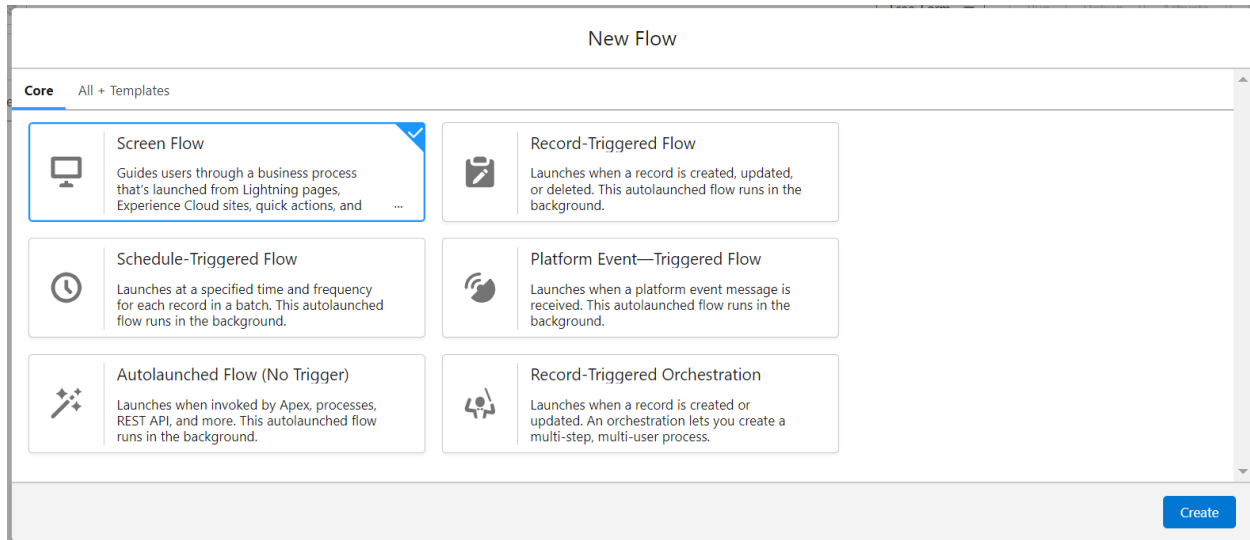 New Flow
Core
All + Templates
Screen Flow
Guides users through a business process
that's launched from Lightning pages,
Experience Cloud sites, quick actions, and ...
Record-Triggered Flow
Launches when a record is created, updated,
or deleted. This autolaunched flow runs in the
background.
Schedule-Triggered Flow
Launches at a specified time and frequency
for each record in a batch. This autolaunched
flow runs in the background.
Platform Event—Triggered Flow
Launches when a platform event message is
received. This autolaunched flow runs in the
background.
Autolaunched Flow (No Trigger)
Launches when invoked by Apex, processes,
REST API, and more. This autolaunched flow
runs in the background.
Record-Triggered Orchestration
Launches when a record is created or
updated. An orchestration lets you create a
multi-step, multi-user process.
Create